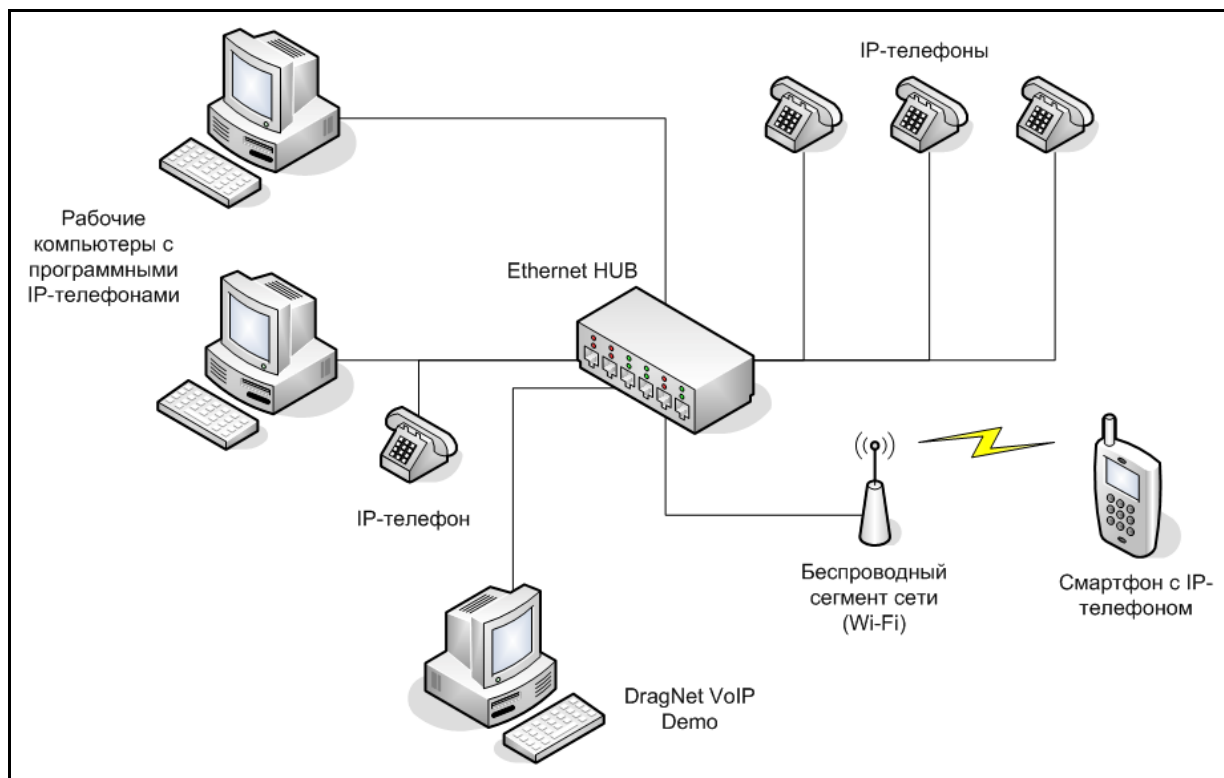 IP-телефоны
Рабочие
компьютеры с
программными
IP-телефонами
Ethernet HUB
IP-телефон
Беспроводный
сегмент сети
(Wi-Fi)
Смартфон с IP-
телефоном
DragNet VoIP
Demo